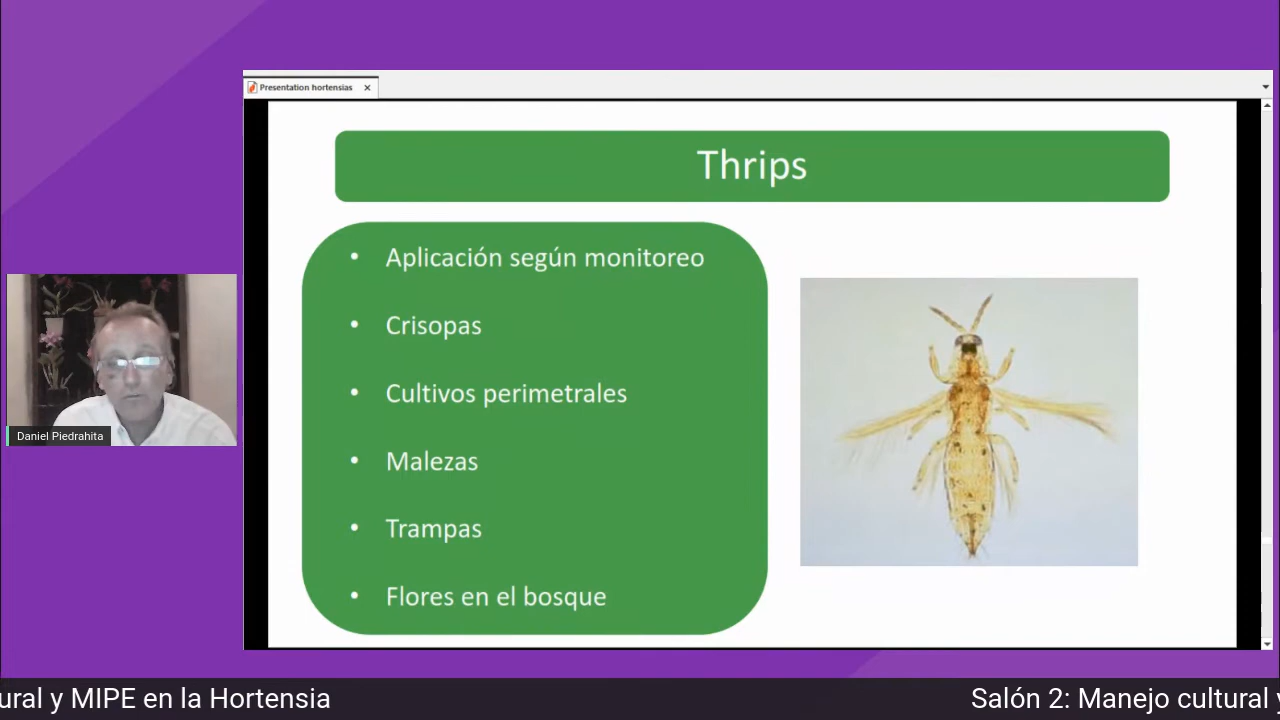 Presentation hortensias
Thrips
• Aplicación según monitoreo
• Crisopas
• Cultivos perimetrales
• Malezas
• Trampas
• Flores en el bosque
Daniel Piedrahita
ural y MIPE en la Hortensia
Salón 2: Manejo cultural y